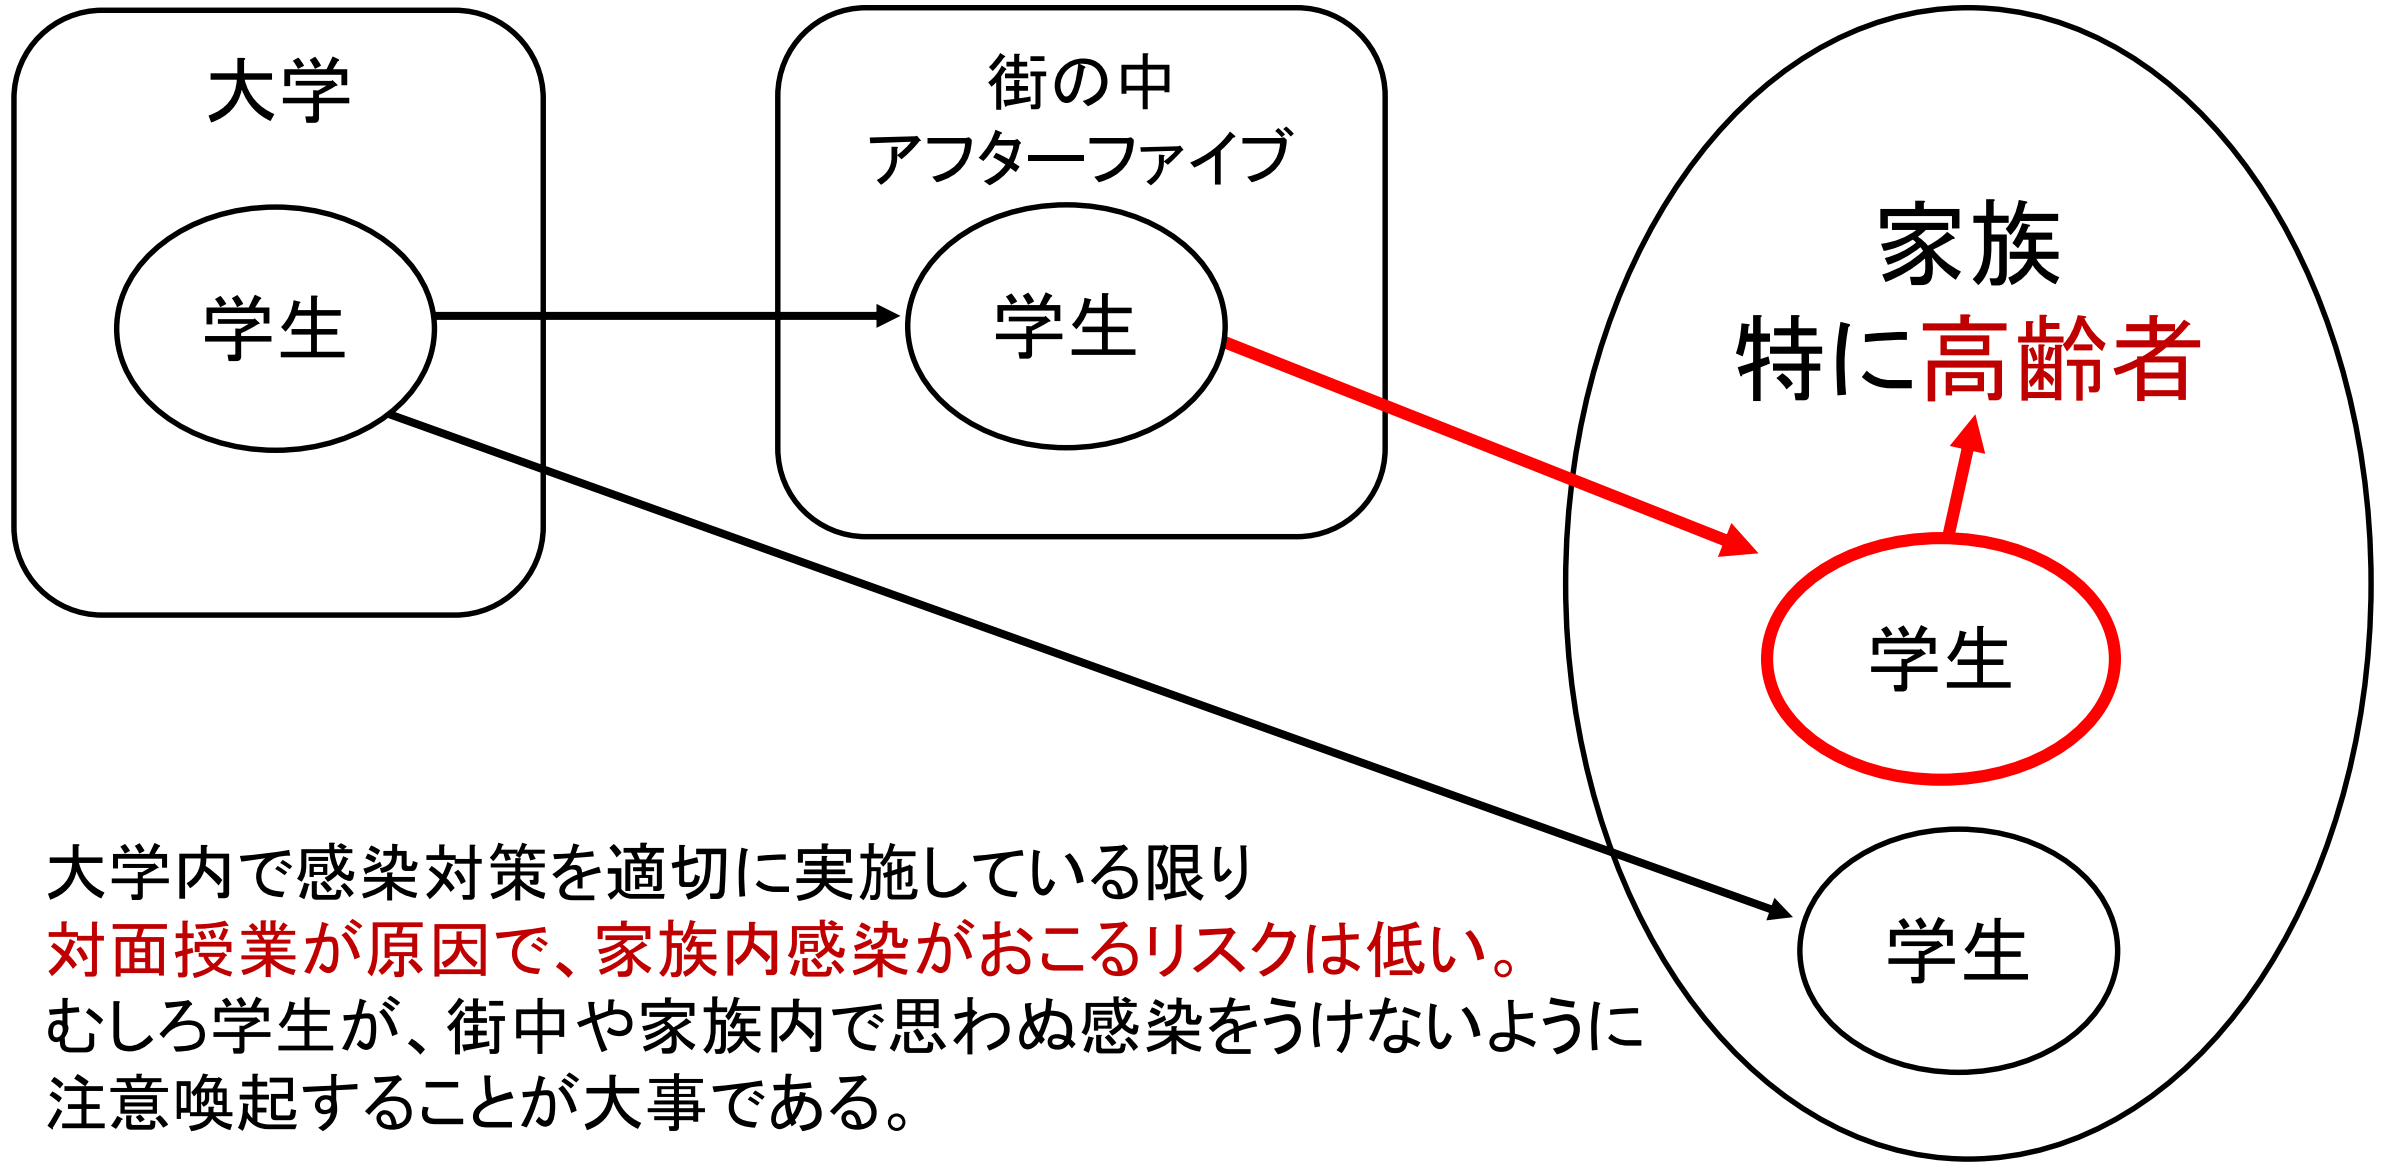 大学
学生
街の中
アフターファイブ
学生
家族
特に高齢者
学生
学生
大学内で感染対策を適切に実施している限り
対面授業が原因で、家族内感染がおこるリスクは低い。
むしろ学生が、街中や家族内で思わぬ感染をうけないように
注意喚起することが大事である。